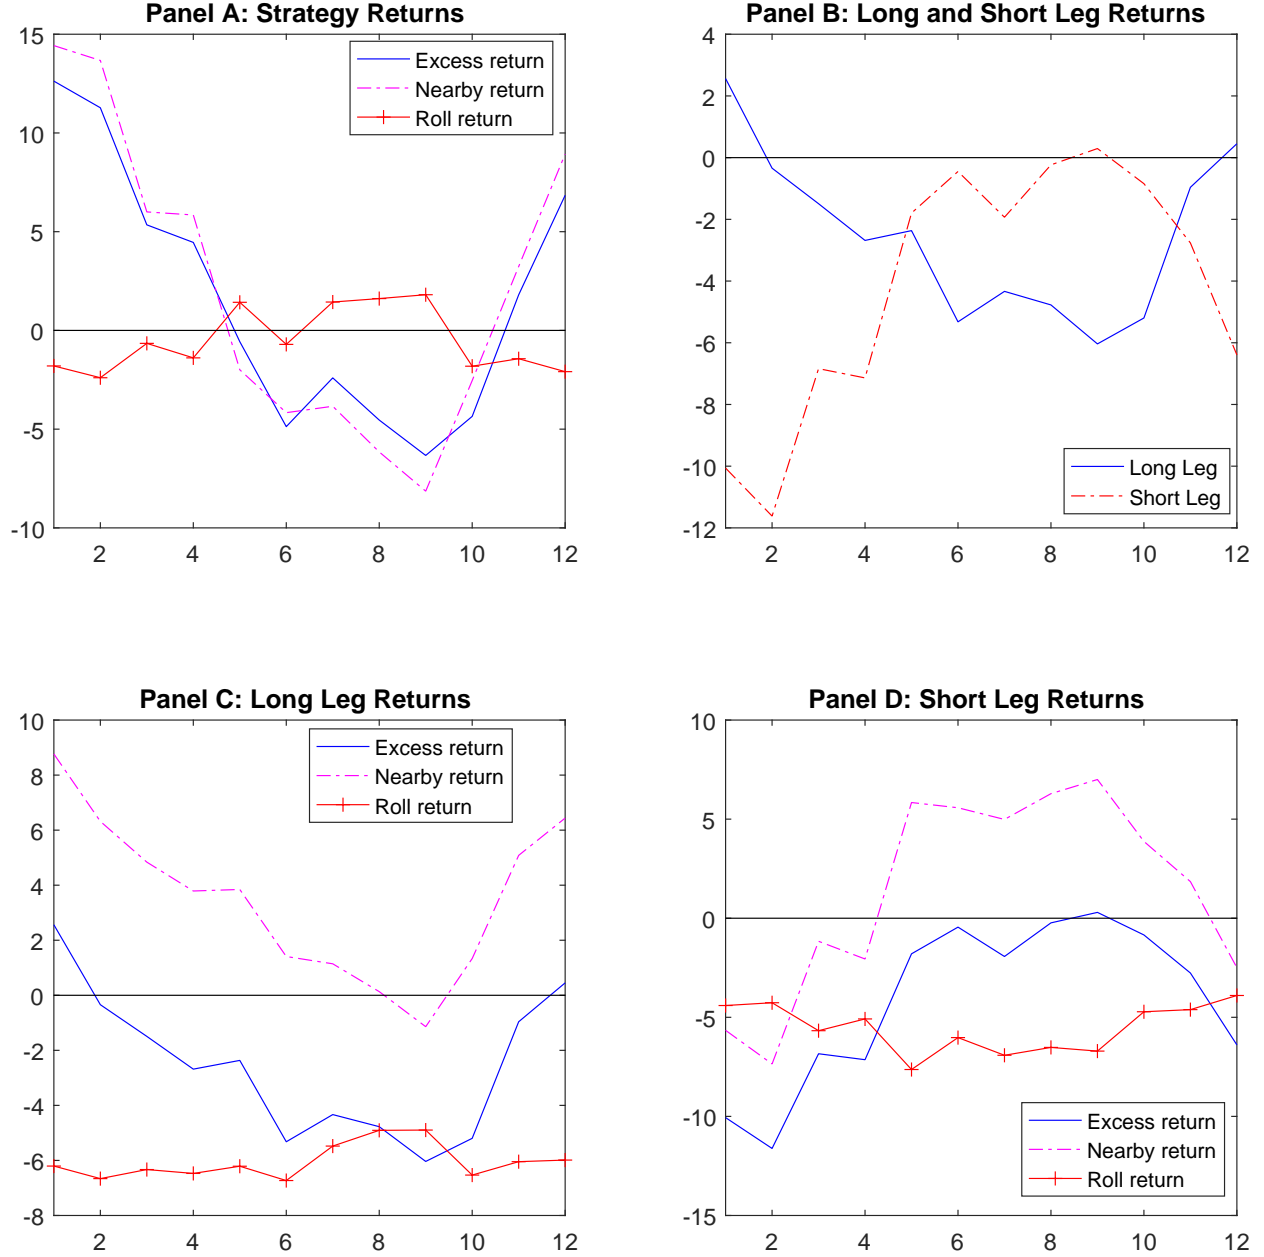 Panel A: Strategy Returns
15
10
5
0
-5
-10
2 4 6 8 10 12
Excess return
Nearby return
Roll return
Panel B: Long and Short Leg Returns
4
2
0
-2
-4
-6
-8
-10
-12
2 4 6 8 10 12
Long Leg
Short Leg
Panel C: Long Leg Returns
10
8
6
4
2
0
-2
-4
-6
-8
2 4 6 8 10 12
Excess return
Nearby return
Roll return
Panel D: Short Leg Returns
10
5
0
-5
-10
-15
2 4 6 8 10 12
Excess return
Nearby return
Roll return